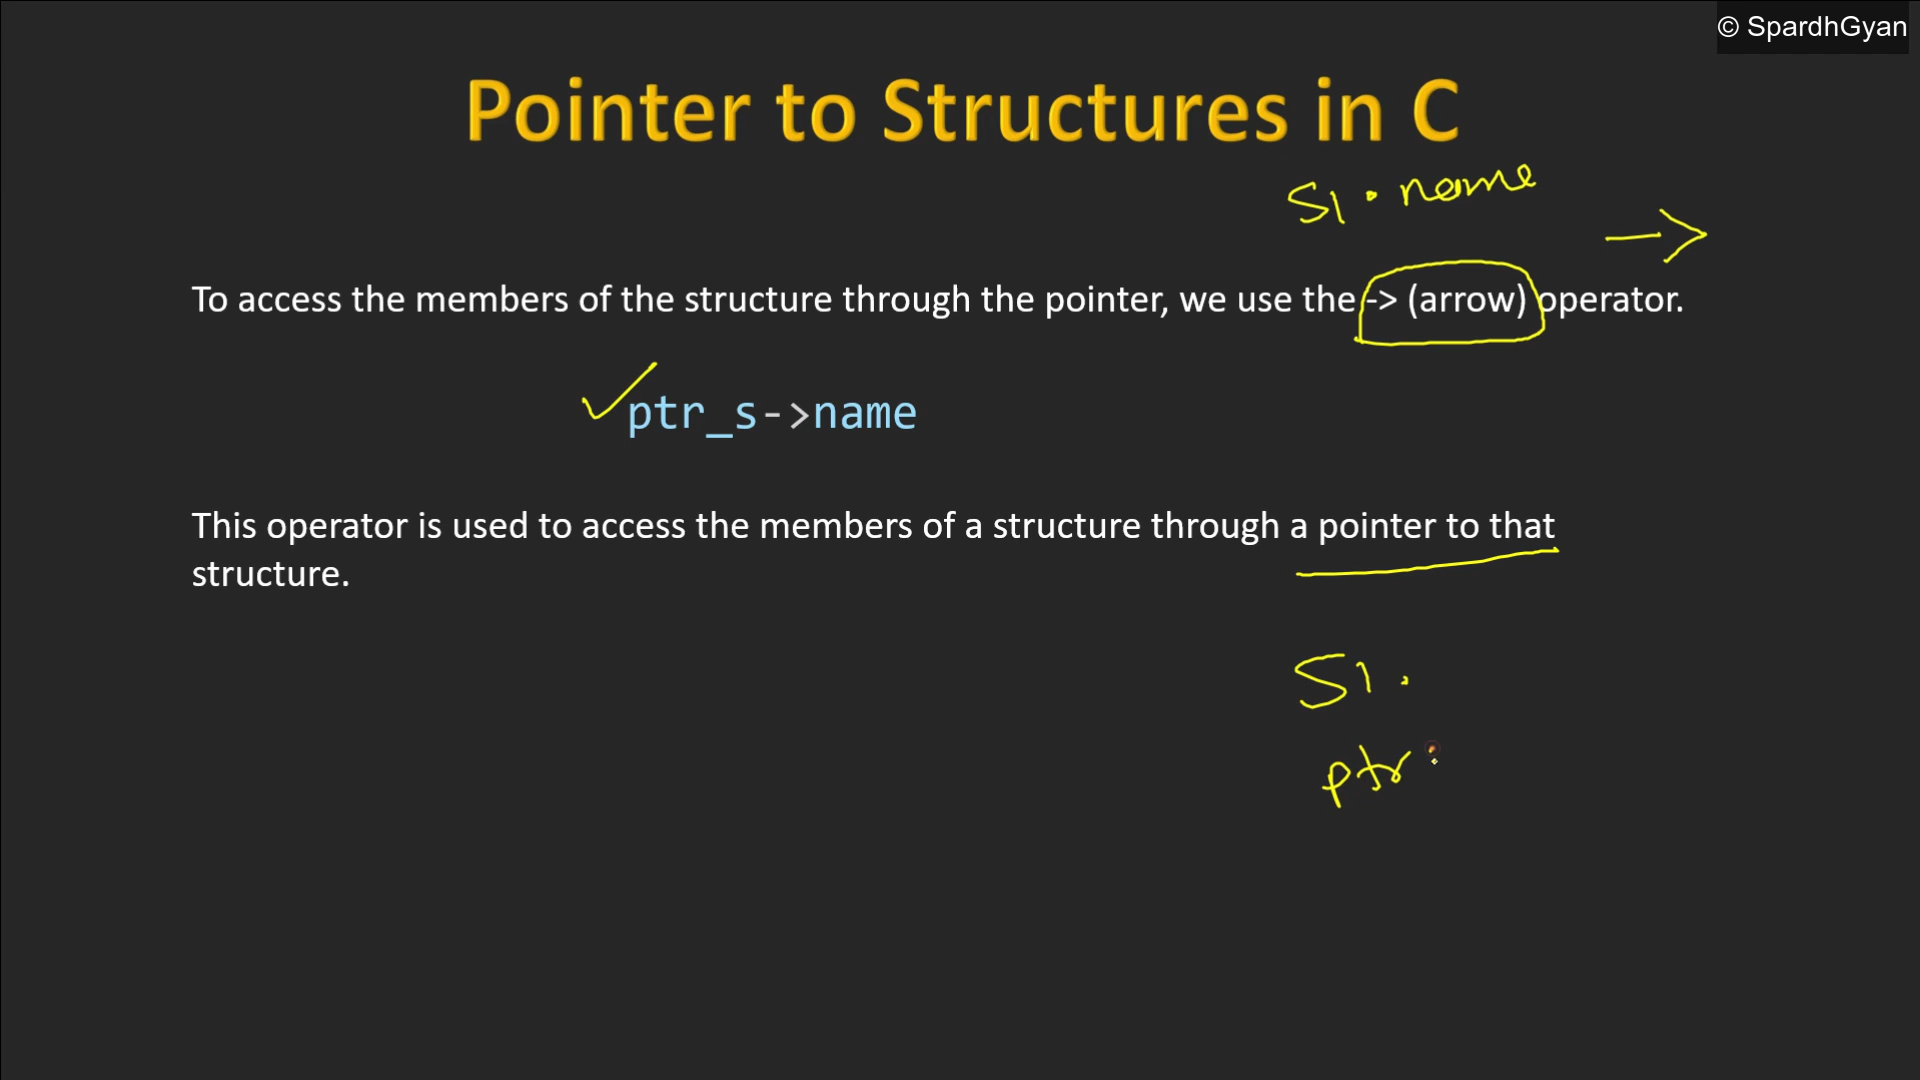 © SpardhGyan
Pointer to Structures in C
S1 . name
->
To access the members of the structure through the pointer, we use the -> (arrow) operator.
ptr_s->name
This operator is used to access the members of a structure through a pointer to that
structure.
S1 .
ptr